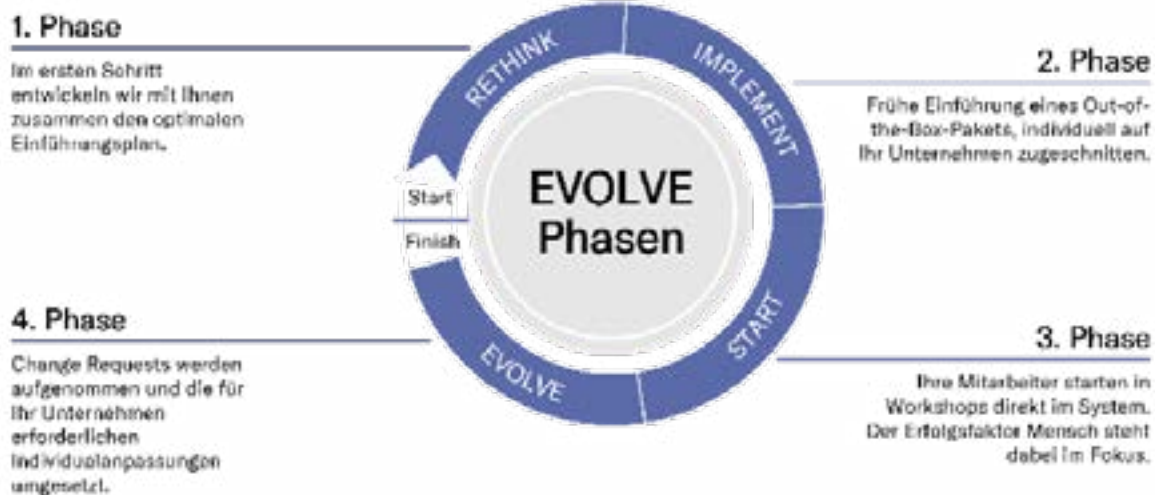 1. Phase
Im ersten Schritt
entwickeln wir mit Ihnen
zusammen den optimalen
Einführungsplan.
RETHINK
IMPLEMENT
2. Phase
Frühe Einführung eines Out-of-
the-Box-Pakets, individuell auf
Ihr Unternehmen zugeschnitten.
Start
Finish
EVOLVE
Phasen
4. Phase
Change Requests werden
aufgenommen und die für
Ihr Unternehmen
erforderlichen
Individualanpassungen
umgesetzt.
EVOLVE
START
3. Phase
Ihre Mitarbeiter starten in
Workshops direkt im System.
Der Erfolgsfaktor Mensch steht
dabei im Fokus.